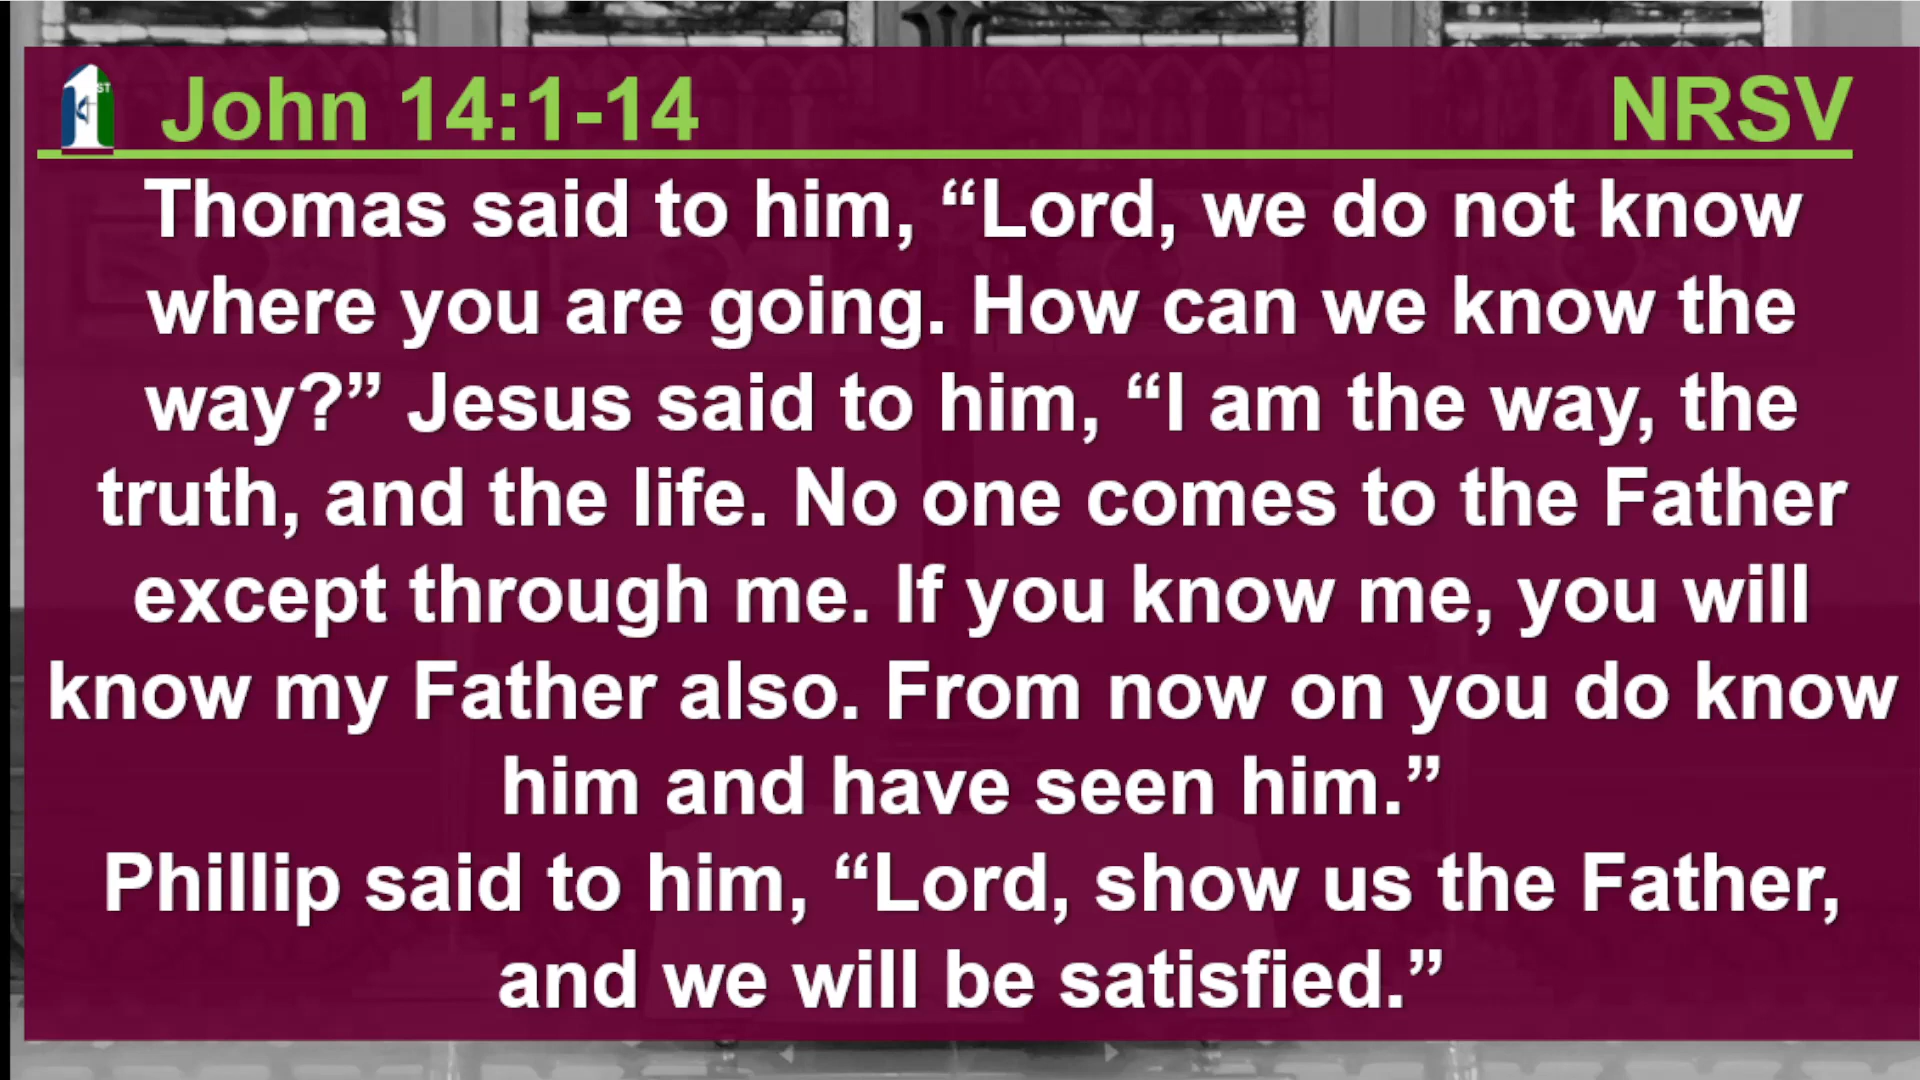 1ST
John 14:1-14 NRSV
Thomas said to him, “Lord, we do not know
where you are going. How can we know the
way?” Jesus said to him, “I am the way, the
truth, and the life. No one comes to the Father
except through me. If you know me, you will
know my Father also. From now on you do know
him and have seen him.”
Phillip said to him, “Lord, show us the Father,
and we will be satisfied.”